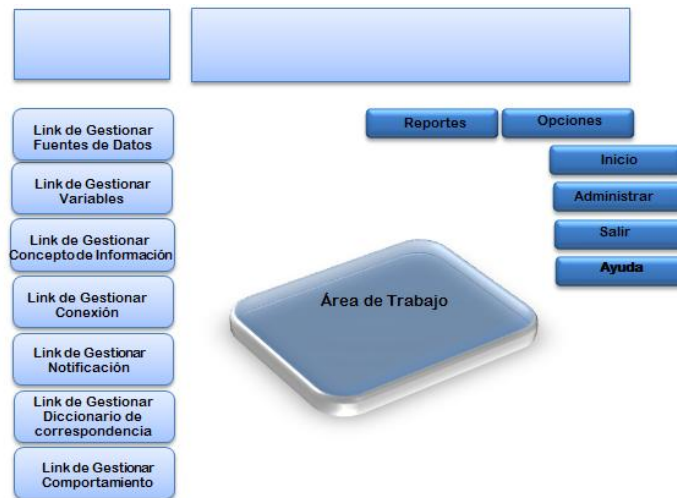 Reportes
Opciones
Inicio
Administrar
Salir
Ayuda
Link de Gestionar
Fuentes de Datos
Link de Gestionar
Variables
Link de Gestionar
Concepto de Información
Link de Gestionar
Conexión
Link de Gestionar
Notificación
Link de Gestionar
Diccionario de
correspondencia
Link de Gestionar
Comportamiento
Área de Trabajo